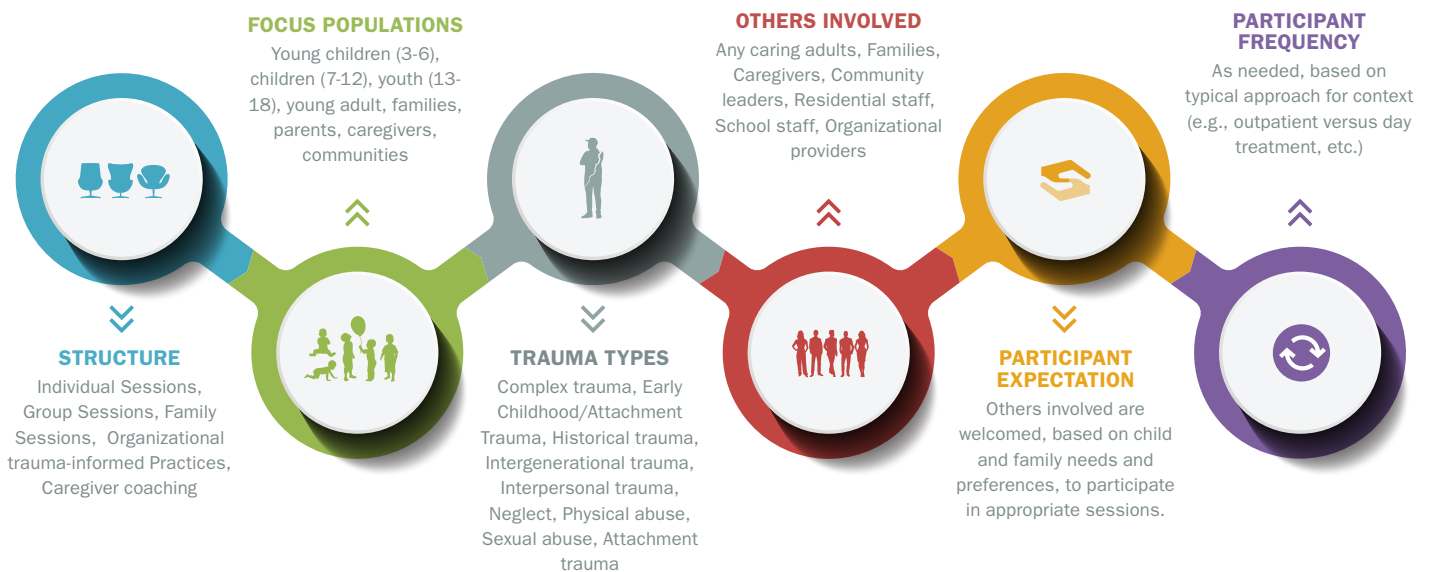 STRUCTURE
Individual Sessions,
Group Sessions, Family
Sessions,  Organizational
trauma-informed Practices,
Caregiver coaching
FOCUS POPULATIONS
Young children (3-6),
children (7-12), youth (13-
18), young adult, families,
parents, caregivers,
communities
TRAUMA TYPES
Complex trauma, Early
Childhood/Attachment
Trauma, Historical trauma,
Intergenerational trauma,
Interpersonal trauma,
Neglect, Physical abuse,
Sexual abuse, Attachment
trauma
OTHERS INVOLVED
Any caring adults, Families,
Caregivers, Community
leaders, Residential staff,
School staff, Organizational
providers
PARTICIPANT
EXPECTATION
Others involved are
welcomed, based on child
and family needs and
preferences, to participate
in appropriate sessions.
PARTICIPANT
FREQUENCY
As needed, based on
typical approach for context
(e.g., outpatient versus day
treatment, etc.)